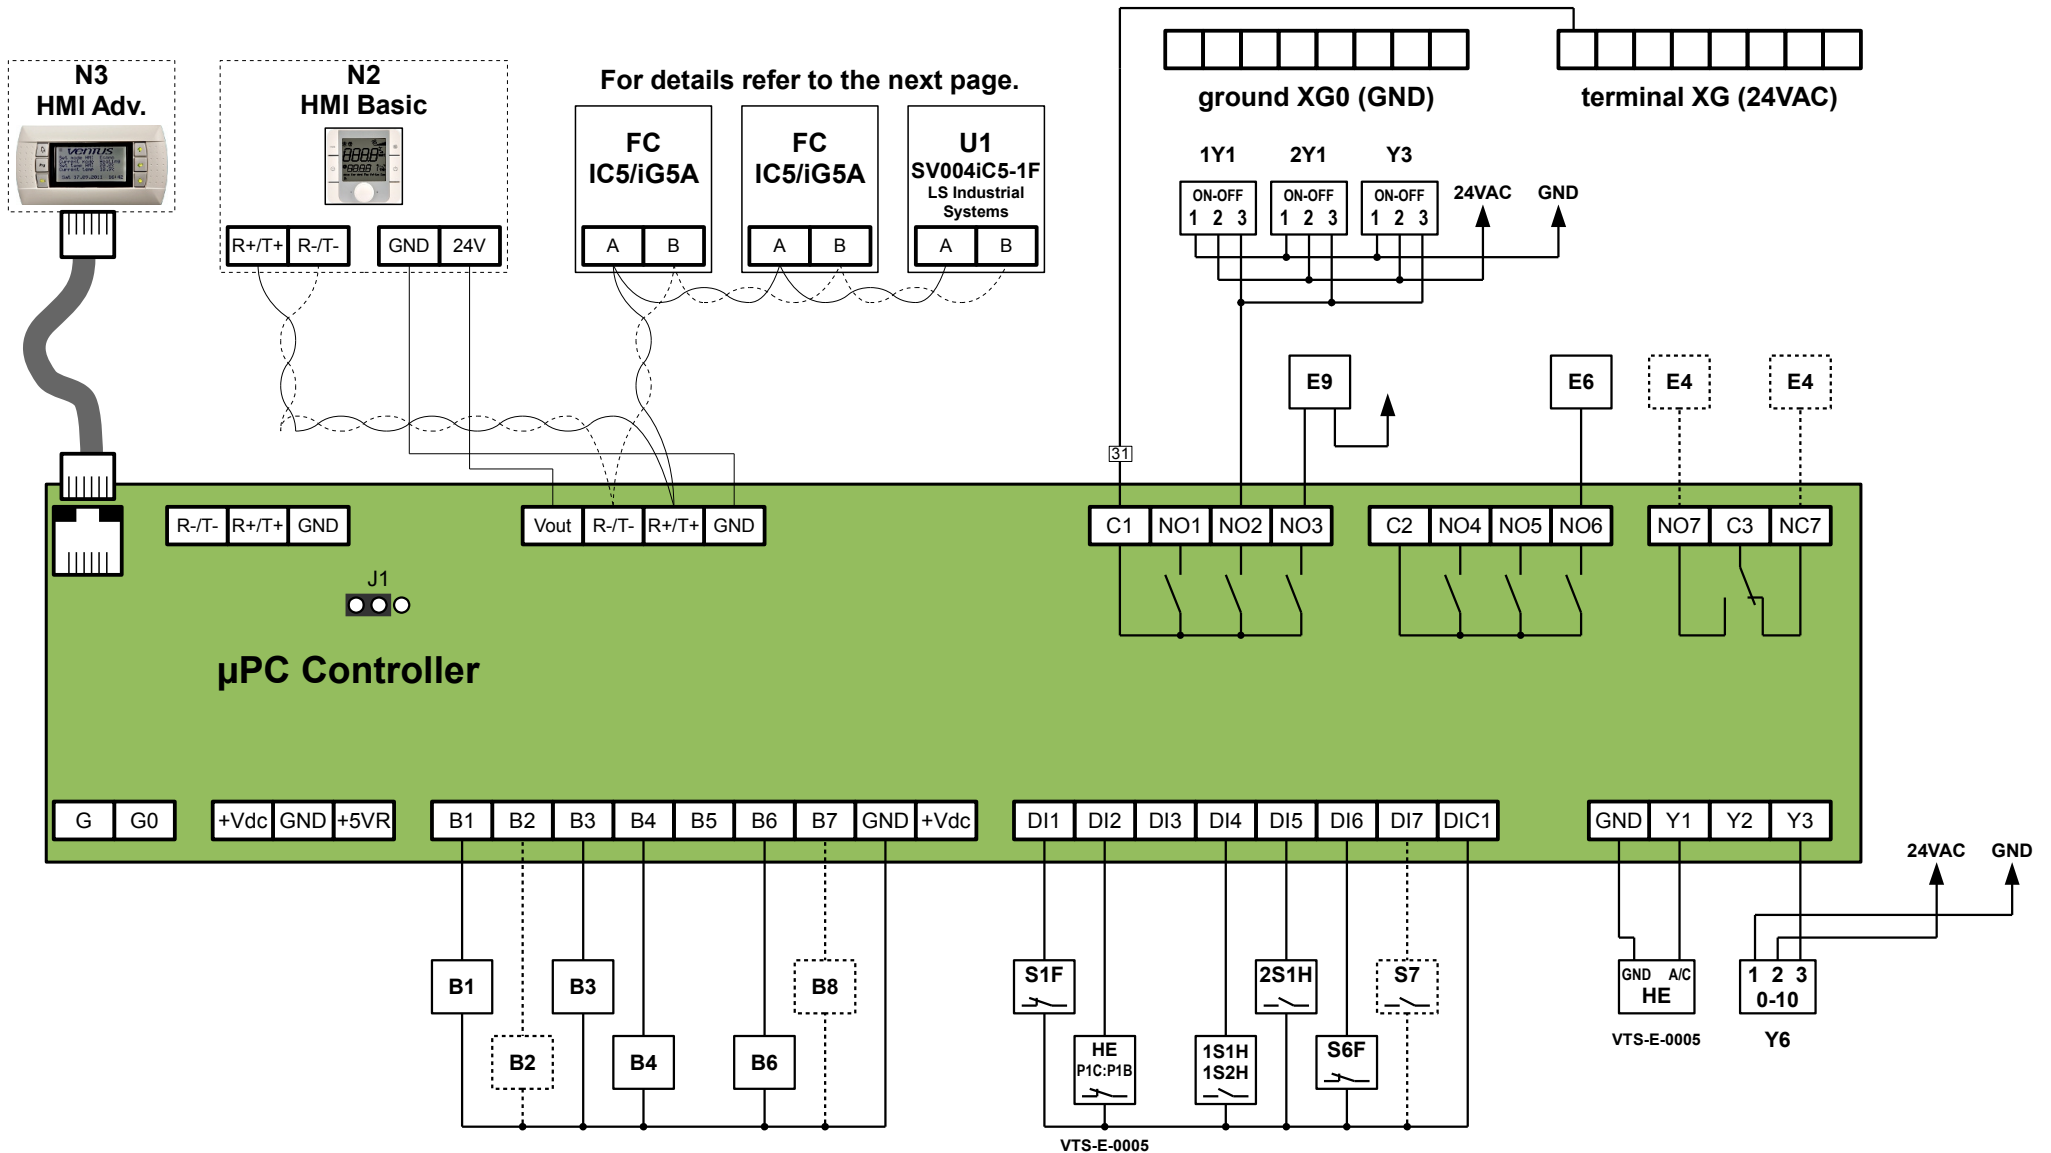 N3
HMI Adv.
N2
HMI Basic
For details refer to the next page.
ground XG0 (GND)
terminal XG (24VAC)
ventus
R+/T+ R-/T- GND 24V
FC
IC5/iG5A
A B
FC
IC5/iG5A
A B
U1
SV004iC5-1F
LS Industrial
Systems
A B
1Y1 2Y1 Y3
ON-OFF ON-OFF ON-OFF
1 2 3 1 2 3 1 2 3
24VAC GND
E9 E6 E4 E4
31
R-/T- R+/T+ GND
Vout R-/T- R+/T+ GND
C1 NO1 NO2 NO3
C2 NO4 NO5 NO6
NO7 C3 NC7
J1
µPC Controller
G G0
+Vdc GND +5VR
B1 B2 B3 B4 B5 B6 B7 GND +Vdc
DI1 DI2 DI3 DI4 DI5 DI6 DI7 DIC1
GND Y1 Y2 Y3
24VAC GND
B1 B3 B8
B2 B4 B6
S1F 2S1H S7
HE
P1C:P1B
1S1H
1S2H
S6F
VTS-E-0005
GND A/C
HE
VTS-E-0005
1 2 3
0-10
Y6